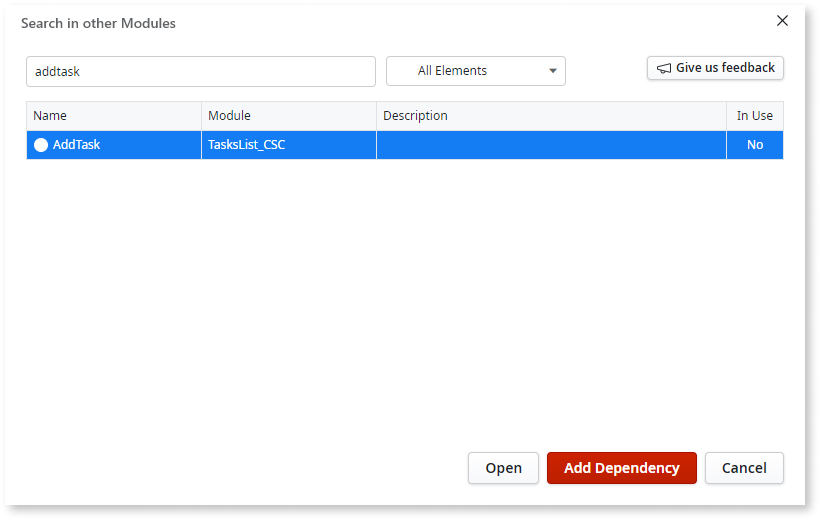 Search in other Modules
addtask
All Elements
Give us feedback
Name Module Description In Use
AddTask TasksList_CSC No
Open Add Dependency Cancel